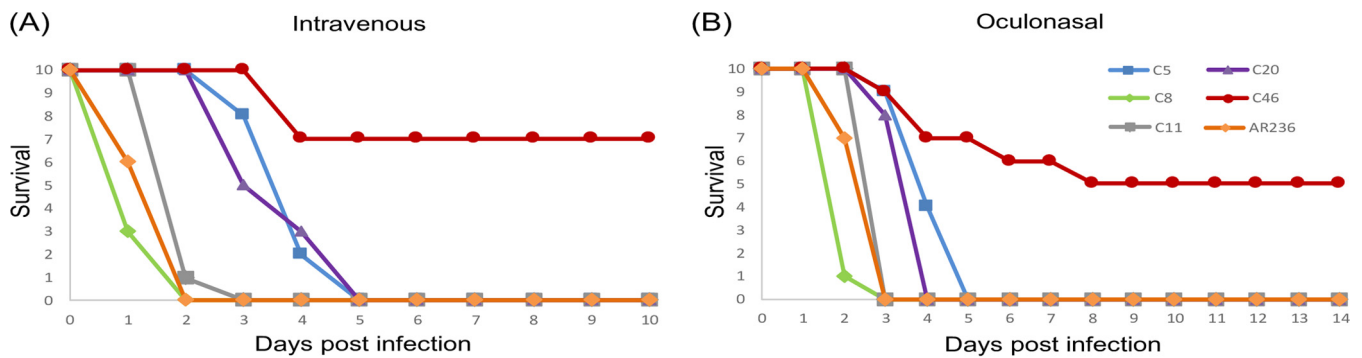 (A)
Intravenous
Survival
10
9
8
7
6
5
4
3
2
1
0
0 1 2 3 4 5 6 7 8 9 10
Days post infection
(B)
Oculonasal
Survival
10
9
8
7
6
5
4
3
2
1
0
C5 C20
C8 C46
C11 AR236
0 1 2 3 4 5 6 7 8 9 10 11 12 13 14
Days post infection